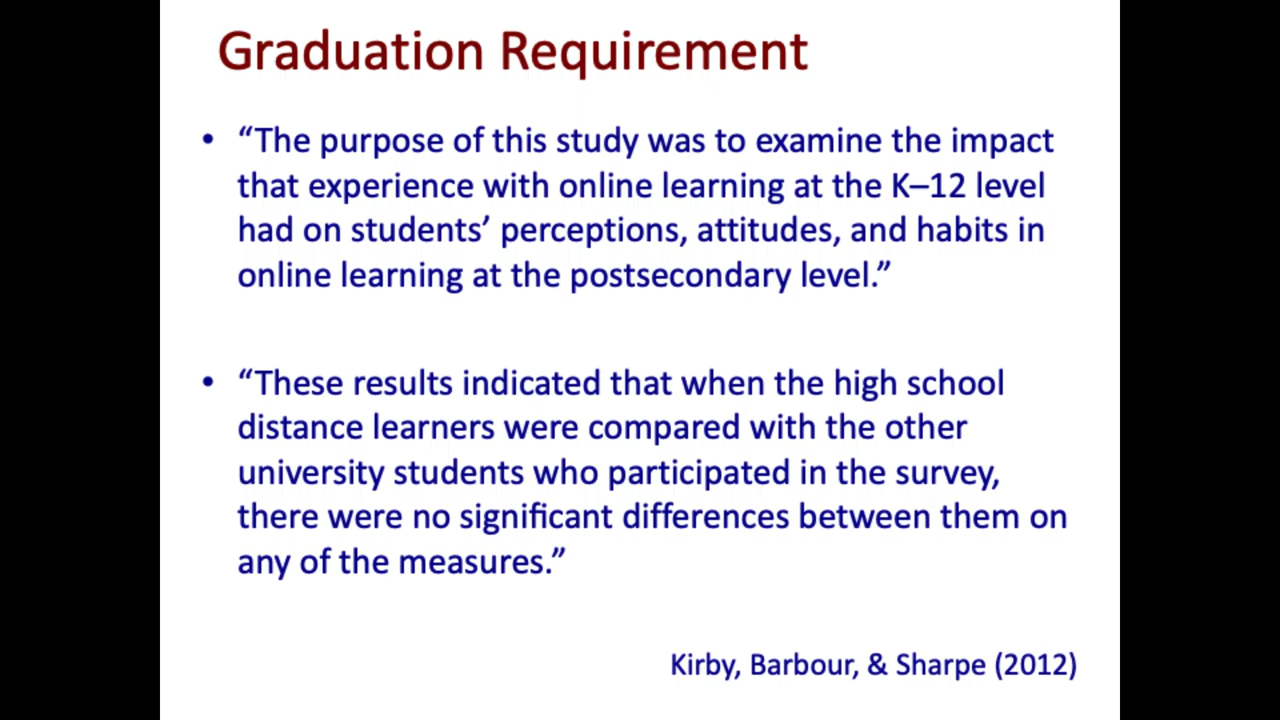 Graduation Requirement
• “The purpose of this study was to examine the impact
that experience with online learning at the K–12 level
had on students’ perceptions, attitudes, and habits in
online learning at the postsecondary level.”
• “These results indicated that when the high school
distance learners were compared with the other
university students who participated in the survey,
there were no significant differences between them on
any of the measures.”
Kirby, Barbour, & Sharpe (2012)